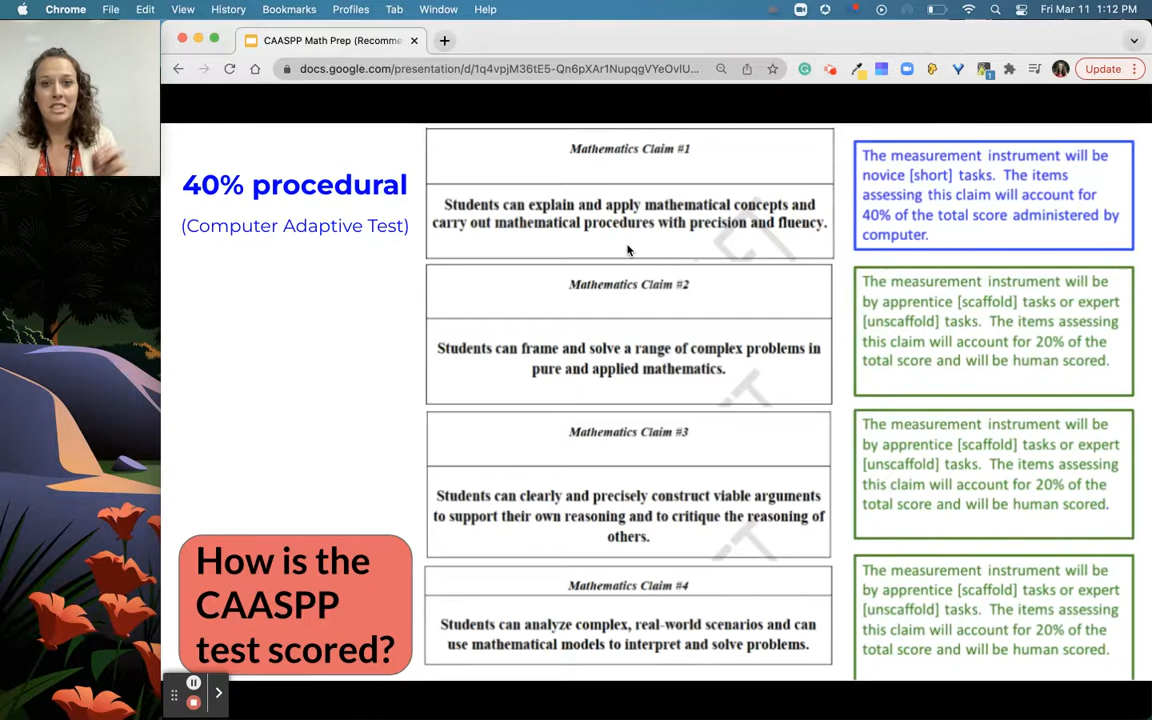 Chrome File Edit View History Bookmarks Profiles Tab Window Help Fri Mar 11 1:12 PM
CAASPP Math Prep (Recomme
docs.google.com/presentation/d/1q4vpjM36tE5-Qn6pXAr1NupqgVYeOvlU... Update
40% procedural
(Computer Adaptive Test)
How is the
CAASPP
test scored?
Mathematics Claim #1
Students can explain and apply mathematical concepts and
carry out mathematical procedures with precision and fluency.
The measurement instrument will be
novice [short] tasks. The items
assessing this claim will account for
40% of the total score administered by
computer.
Mathematics Claim #2
Students can frame and solve a range of complex problems in
pure and applied mathematics.
The measurement instrument will be
by apprentice [scaffold] tasks or expert
[unscaffold] tasks. The items assessing
this claim will account for 20% of the
total score and will be human scored.
Mathematics Claim #3
Students can clearly and precisely construct viable arguments
to support their own reasoning and to critique the reasoning of
others.
The measurement instrument will be
by apprentice [scaffold] tasks or expert
[unscaffold] tasks. The items assessing
this claim will account for 20% of the
total score and will be human scored.
Mathematics Claim #4
Students can analyze complex, real-world scenarios and can
use mathematical models to interpret and solve problems.
The measurement instrument will be
by apprentice [scaffold] tasks or expert
[unscaffold] tasks. The items assessing
this claim will account for 20% of the
total score and will be human scored.